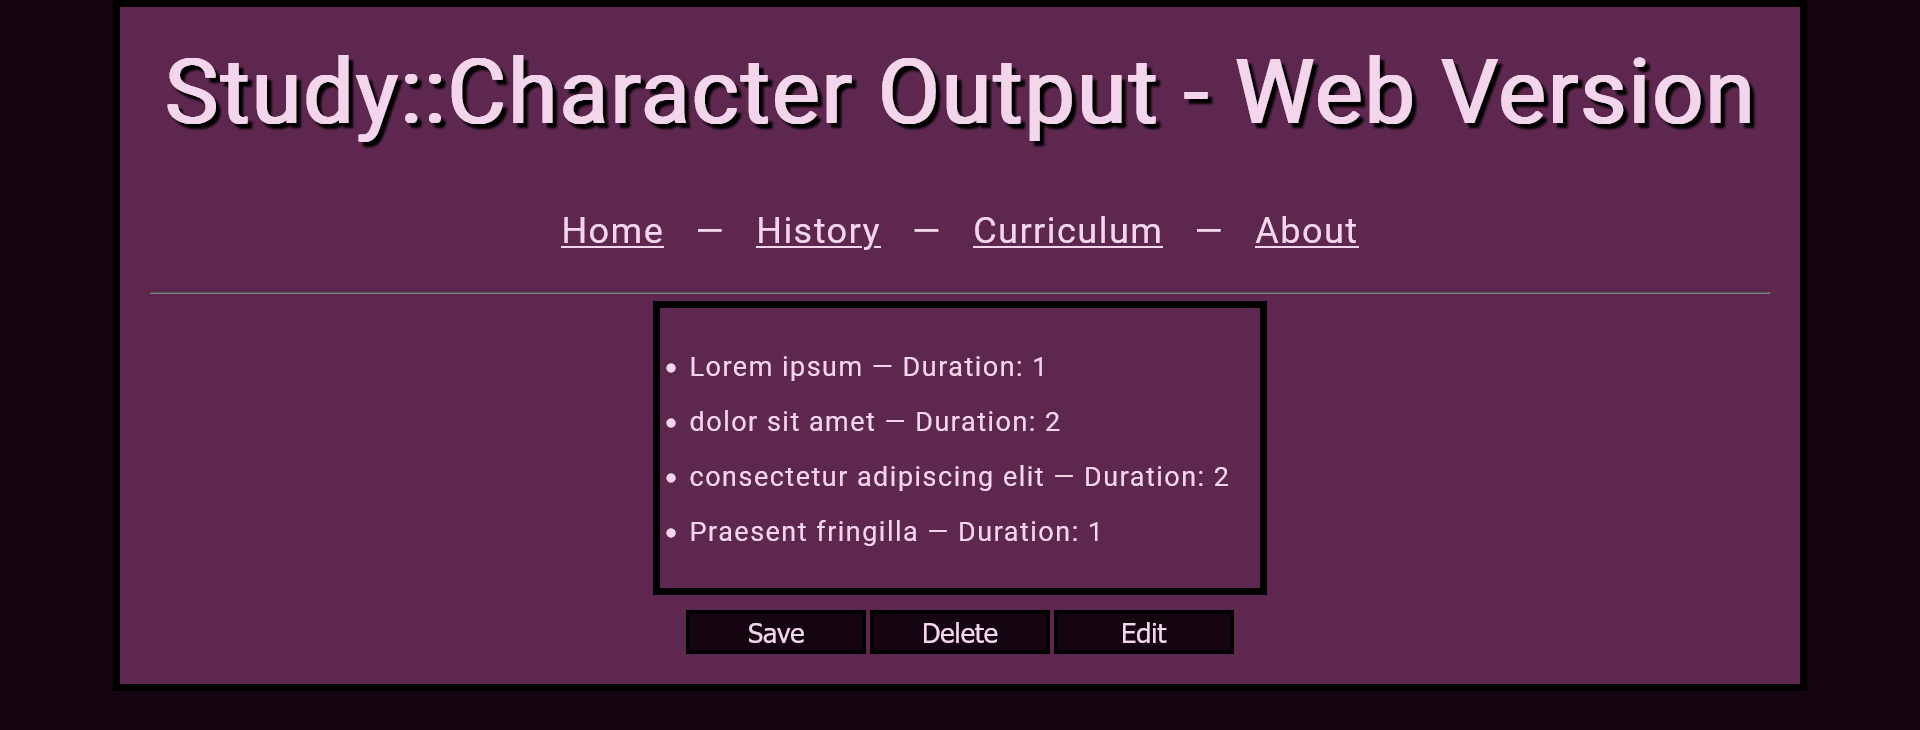 Study::Character Output - Web Version
Home — History — Curriculum — About
• Lorem ipsum — Duration: 1
• dolor sit amet — Duration: 2
• consectetur adipiscing elit — Duration: 2
• Praesent fringilla — Duration: 1
Save Delete Edit